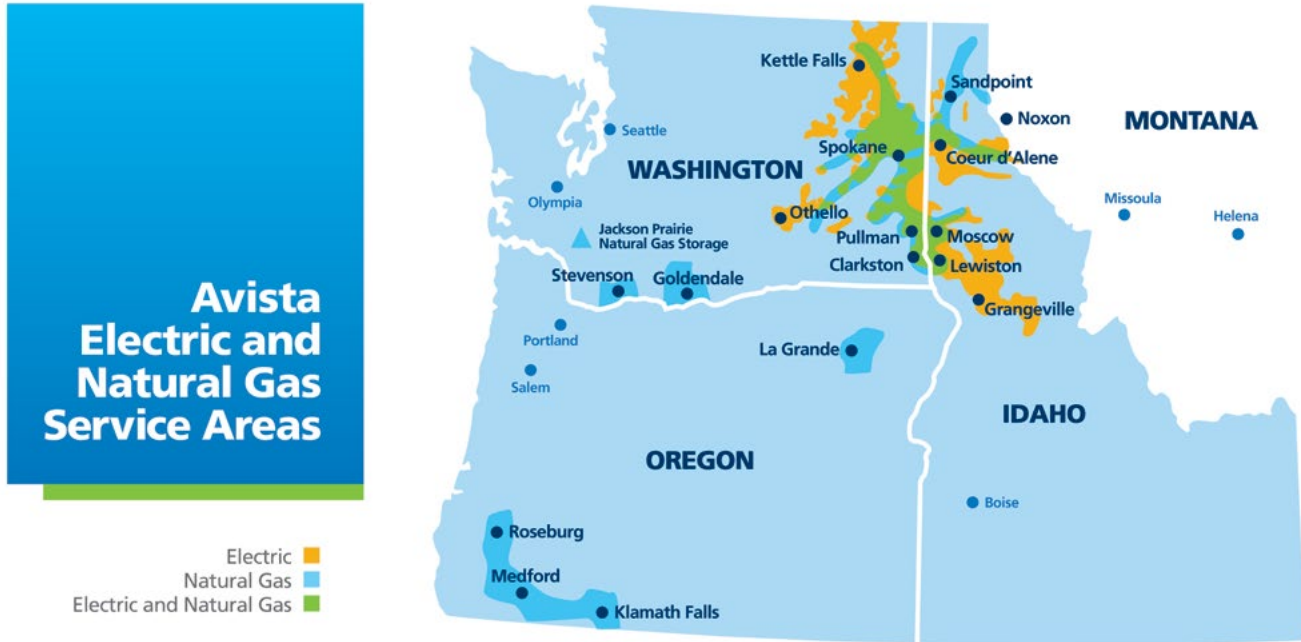 Avista
Electric and
Natural Gas
Service Areas
Electric
Natural Gas
Electric and Natural Gas
Kettle Falls
Sandpoint
Noxon
MONTANA
Seattle
Spokane
Coeur d'Alene
WASHINGTON
Olympia
Othello
Missoula
Helena
Jackson Prairie
Natural Gas Storage
Pullman
Moscow
Clarkston
Lewiston
Stevenson
Goldendale
Grangeville
Portland
La Grande
Salem
IDAHO
OREGON
Boise
Roseburg
Medford
Klamath Falls